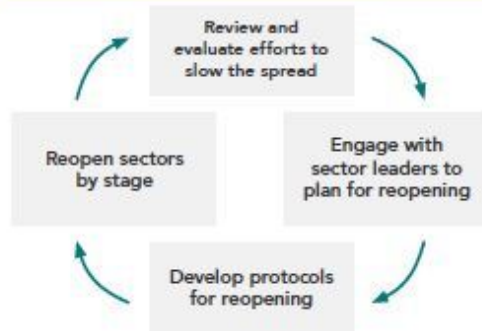 Review and
evaluate efforts to
slow the spread
Engage with
sector leaders to
plan for reopening
Develop protocols
for reopening
Reopen sectors
by stage